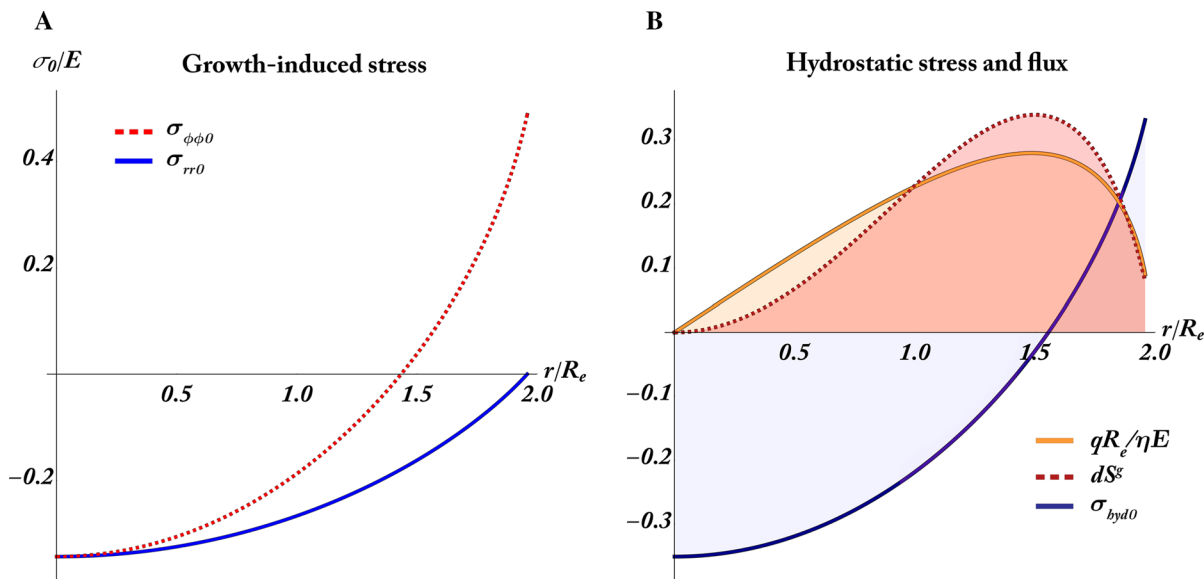 A
σ0/E
Growth-induced stress
σϕϕ0
σrr0
0.4
0.2
−0.2
0.5
1.0
1.5
2.0
r/Re
B
Hydrostatic stress and flux
0.3
0.2
0.1
−0.1
−0.2
−0.3
0.5
1.0
1.5
2.0
r/Re
qRe/ηE
dSg
σhyd0